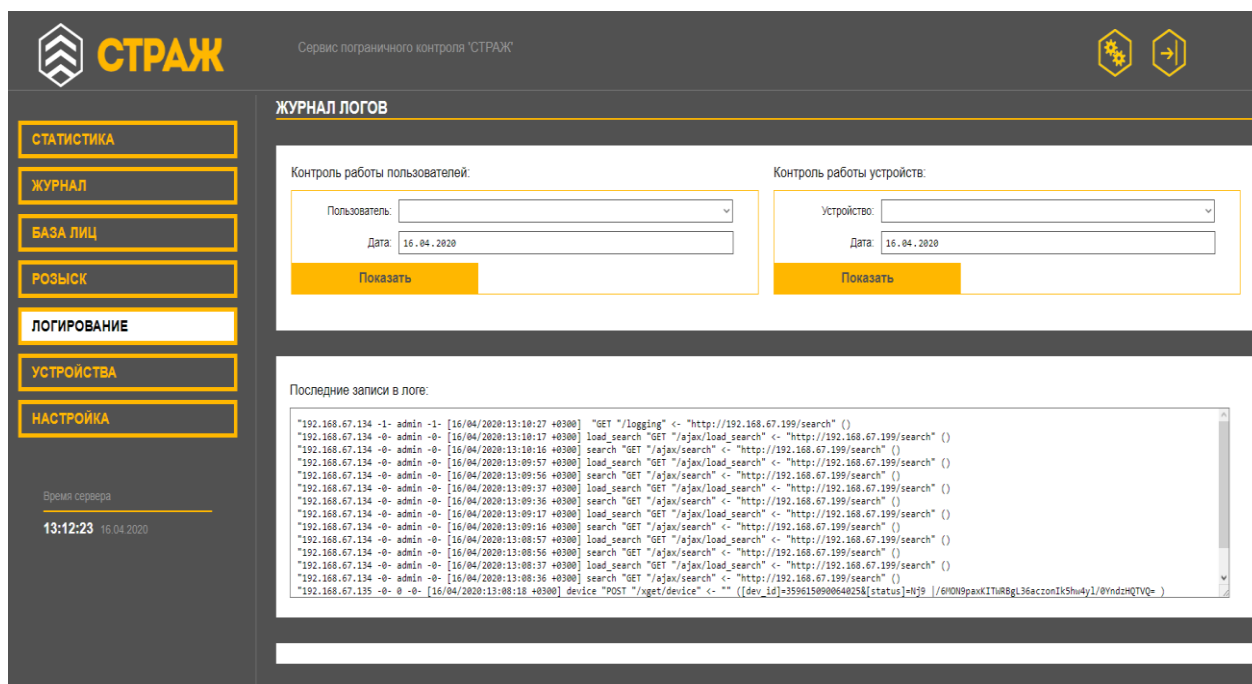 СТРАЖ
Сервис пограничного контроля 'СТРАЖ'
ЖУРНАЛ ЛОГОВ
СТАТИСТИКА
ЖУРНАЛ
БАЗА ЛИЦ
РОЗЫСК
ЛОГИРОВАНИЕ
УСТРОЙСТВА
НАСТРОЙКА
Время сервера
13:12:23 16.04.2020
Контроль работы пользователей:
Пользователь:
Дата: 16.04.2020
Показать
Контроль работы устройств:
Устройство:
Дата: 16.04.2020
Показать
Последние записи в логе:
"192.168.67.134 -1- admin -1- [16/04/2020:13:10:27 +0300]  "GET "/logging" <- "http://192.168.67.199/search" ()
"192.168.67.134 -0- admin -0- [16/04/2020:13:10:17 +0300] load_search "GET "/ajax/load_search" <- "http://192.168.67.199/search" ()
"192.168.67.134 -0- admin -0- [16/04/2020:13:10:16 +0300] search "GET "/ajax/search" <- "http://192.168.67.199/search" ()
"192.168.67.134 -0- admin -0- [16/04/2020:13:09:57 +0300] load_search "GET "/ajax/load_search" <- "http://192.168.67.199/search" ()
"192.168.67.134 -0- admin -0- [16/04/2020:13:09:56 +0300] search "GET "/ajax/search" <- "http://192.168.67.199/search" ()
"192.168.67.134 -0- admin -0- [16/04/2020:13:09:37 +0300] load_search "GET "/ajax/load_search" <- "http://192.168.67.199/search" ()
"192.168.67.134 -0- admin -0- [16/04/2020:13:09:36 +0300] search "GET "/ajax/search" <- "http://192.168.67.199/search" ()
"192.168.67.134 -0- admin -0- [16/04/2020:13:09:17 +0300] load_search "GET "/ajax/load_search" <- "http://192.168.67.199/search" ()
"192.168.67.134 -0- admin -0- [16/04/2020:13:09:16 +0300] search "GET "/ajax/search" <- "http://192.168.67.199/search" ()
"192.168.67.134 -0- admin -0- [16/04/2020:13:08:57 +0300] load_search "GET "/ajax/load_search" <- "http://192.168.67.199/search" ()
"192.168.67.134 -0- admin -0- [16/04/2020:13:08:56 +0300] search "GET "/ajax/search" <- "http://192.168.67.199/search" ()
"192.168.67.134 -0- admin -0- [16/04/2020:13:08:37 +0300] load_search "GET "/ajax/load_search" <- "http://192.168.67.199/search" ()
"192.168.67.134 -0- admin -0- [16/04/2020:13:08:36 +0300] search "GET "/ajax/search" <- "http://192.168.67.199/search" ()
"192.168.67.135 -0- 0 -0- [16/04/2020:13:08:18 +0300] device "POST "/xget/device" <- "" ([dev_id]=359615090064025&[status]=Nj9 )